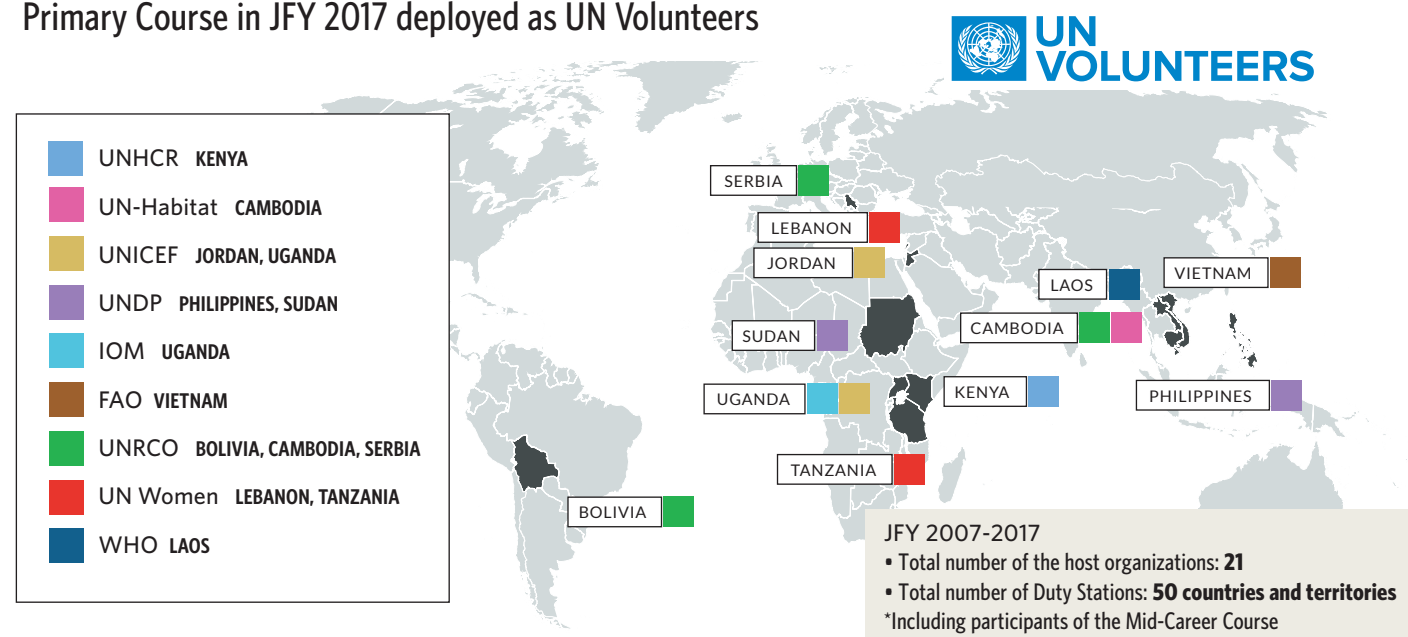 Primary Course in JFY 2017 deployed as UN Volunteers
UN
VOLUNTEERS
UNHCR KENYA
UN-Habitat CAMBODIA
UNICEF JORDAN, UGANDA
UNDP PHILIPPINES, SUDAN
IOM UGANDA
FAO VIETNAM
UNRCO BOLIVIA, CAMBODIA, SERBIA
UN Women LEBANON, TANZANIA
WHO LAOS
SERBIA
LEBANON
JORDAN
LAOS
VIETNAM
SUDAN
CAMBODIA
UGANDA
KENYA
PHILIPPINES
TANZANIA
BOLIVIA
JFY 2007-2017
• Total number of the host organizations: 21
• Total number of Duty Stations: 50 countries and territories
*Including participants of the Mid-Career Course